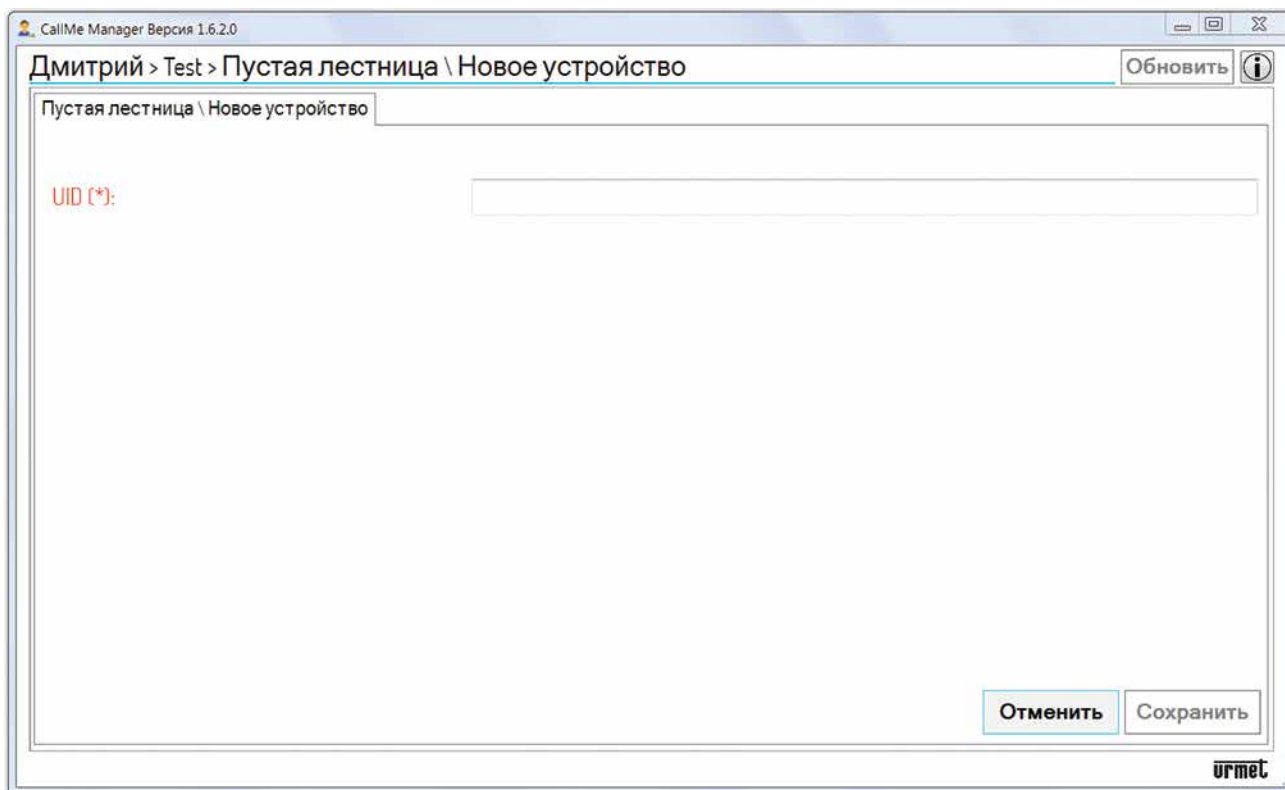 CallMe Manager Версия 1.6.2.0
Дмитрий > Test > Пустая лестница \ Новое устройство
Обновить
Пустая лестница \ Новое устройство
UID (*):
Отменить
Сохранить
urmet